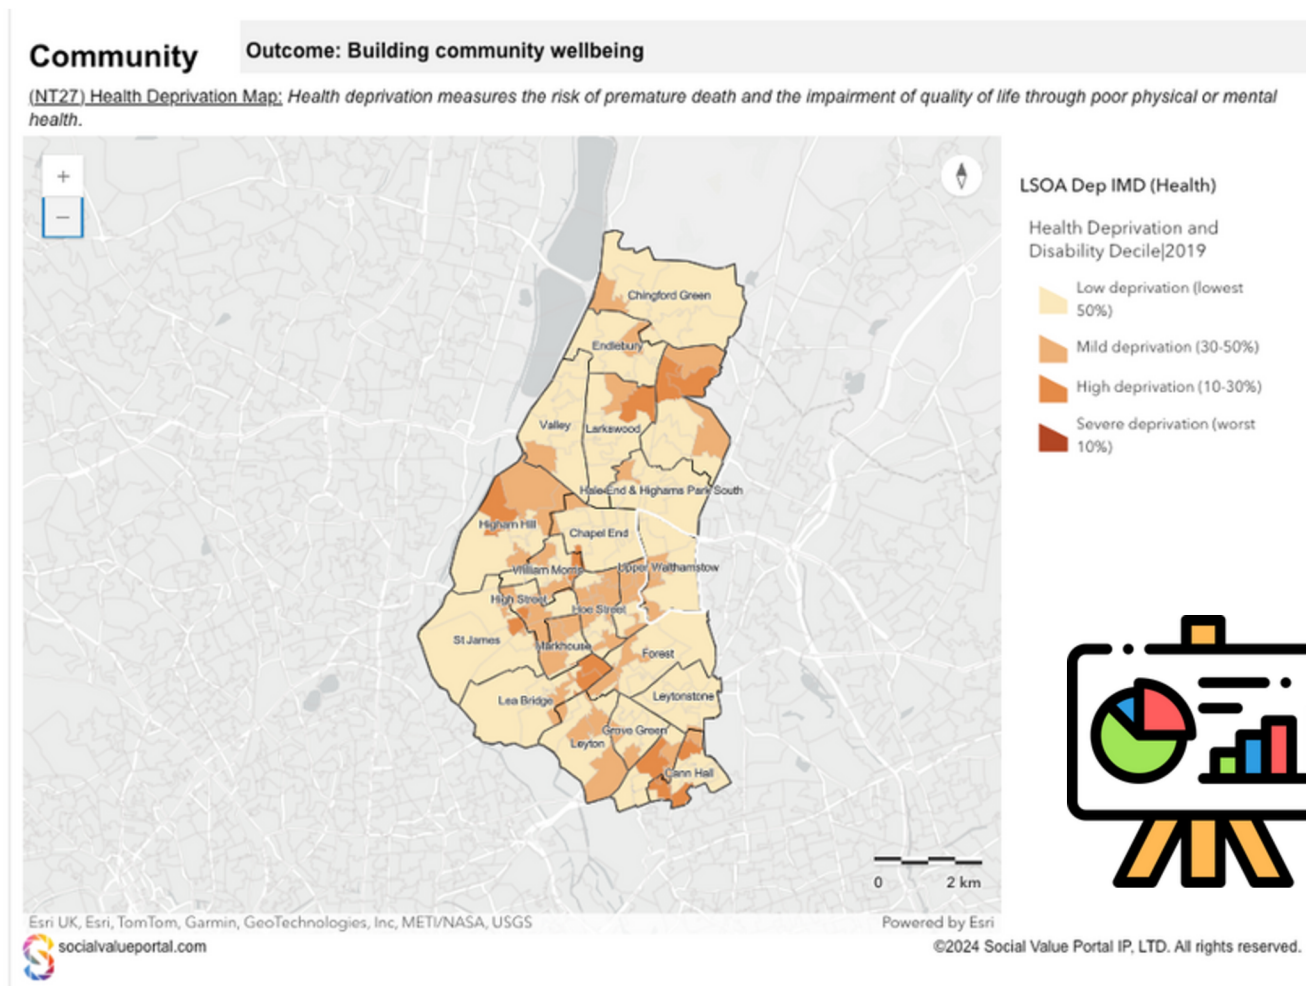 Community
Outcome: Building community wellbeing
(NT27) Health Deprivation Map: Health deprivation measures the risk of premature death and the impairment of quality of life through poor physical or mental
health.
+
−
LSOA Dep IMD (Health)
Health Deprivation and
Disability Decile|2019
Low deprivation (lowest
50%)
Mild deprivation (30-50%)
High deprivation (10-30%)
Severe deprivation (worst
10%)
Chingford Green
Endlebury
Valley
Larkswood
Hale End & Highams Park South
Higham Hill
Chapel End
William Morris
Upper Walthamstow
High Street
Hoe Street
St James
Markhouse
Forest
Lea Bridge
Leytonstone
Grove Green
Leyton
Cann Hall
0 2 km
Esri UK, Esri, TomTom, Garmin, GeoTechnologies, Inc, METI/NASA, USGS
Powered by Esri
socialvalueportal.com
©2024 Social Value Portal IP, LTD. All rights reserved.